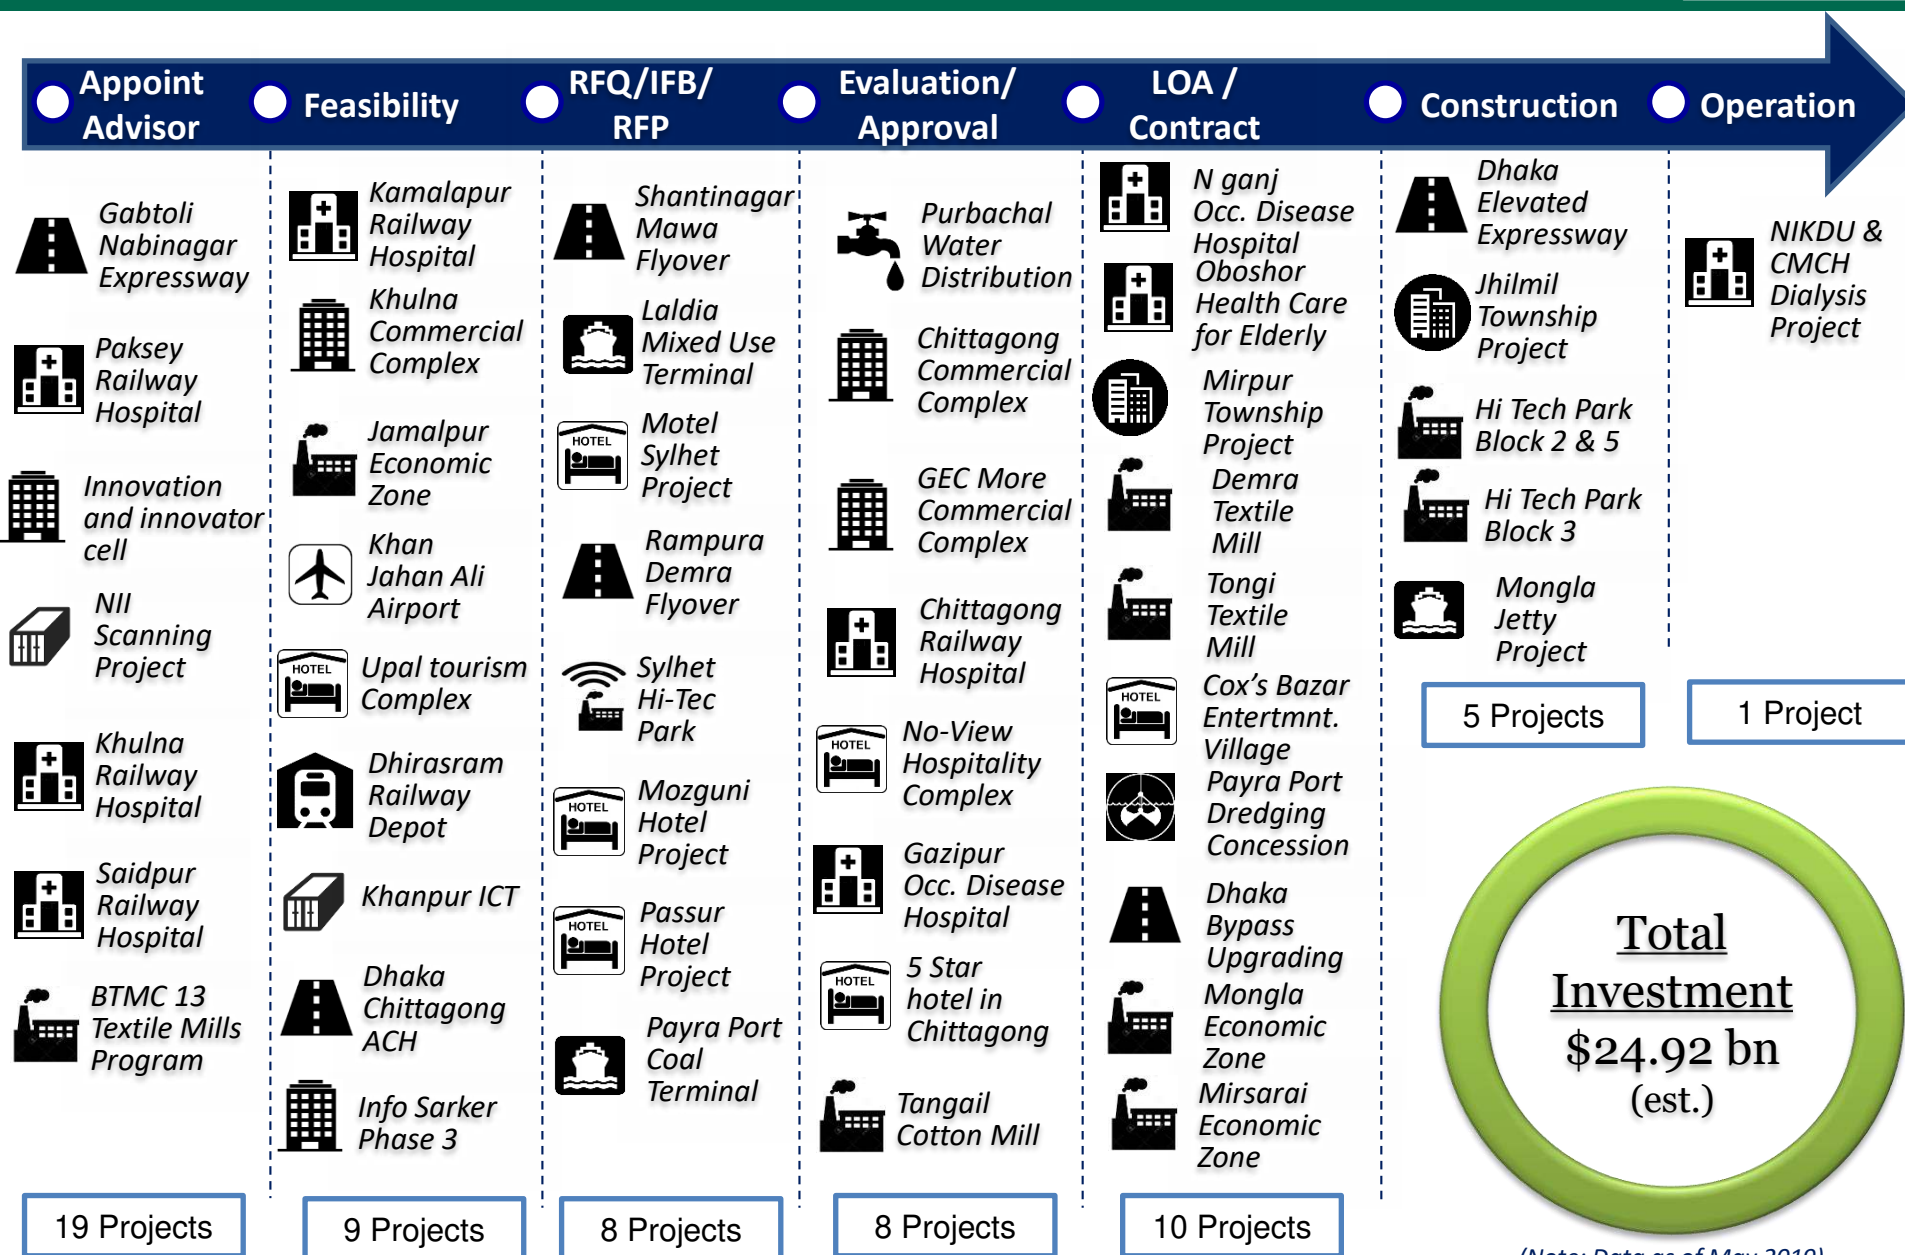 Appoint
Advisor
Feasibility
RFQ/IFB/
RFP
Evaluation/
Approval
LOA /
Contract
Construction
Operation
Gabtoli
Nabinagar
Expressway
Paksey
Railway
Hospital
Innovation
and innovator
cell
NII
Scanning
Project
Khulna
Railway
Hospital
Saidpur
Railway
Hospital
BTMC 13
Textile Mills
Program
19 Projects
Kamalapur
Railway
Hospital
Khulna
Commercial
Complex
Jamalpur
Economic
Zone
Khan
Jahan Ali
Airport
HOTEL
Upal tourism
Complex
Dhirasram
Railway
Depot
Khanpur ICT
Dhaka
Chittagong
ACH
Info Sarker
Phase 3
9 Projects
Shantinagar
Mawa
Flyover
Laldia
Mixed Use
Terminal
HOTEL
Motel
Sylhet
Project
Rampura
Demra
Flyover
Sylhet
Hi-Tec
Park
HOTEL
Mozguni
Hotel
Project
HOTEL
Passur
Hotel
Project
Payra Port
Coal
Terminal
8 Projects
Purbachal
Water
Distribution
Chittagong
Commercial
Complex
GEC More
Commercial
Complex
Chittagong
Railway
Hospital
HOTEL
No-View
Hospitality
Complex
Gazipur
Occ. Disease
Hospital
HOTEL
5 Star
hotel in
Chittagong
Tangail
Cotton Mill
8 Projects
N ganj
Occ. Disease
Hospital
Oboshor
Health Care
for Elderly
Mirpur
Township
Project
Demra
Textile
Mill
Tongi
Textile
Mill
HOTEL
Cox's Bazar
Entertmnt.
Village
Payra Port
Dredging
Concession
Dhaka
Bypass
Upgrading
Mongla
Economic
Zone
Mirsarai
Economic
Zone
10 Projects
Dhaka
Elevated
Expressway
Jhilmil
Township
Project
Hi Tech Park
Block 2 & 5
Hi Tech Park
Block 3
Mongla
Jetty
Project
5 Projects
NIKDU &
CMCH
Dialysis
Project
1 Project
Total
Investment
$24.92 bn
(est.)
(Note: Data as of May 2019)